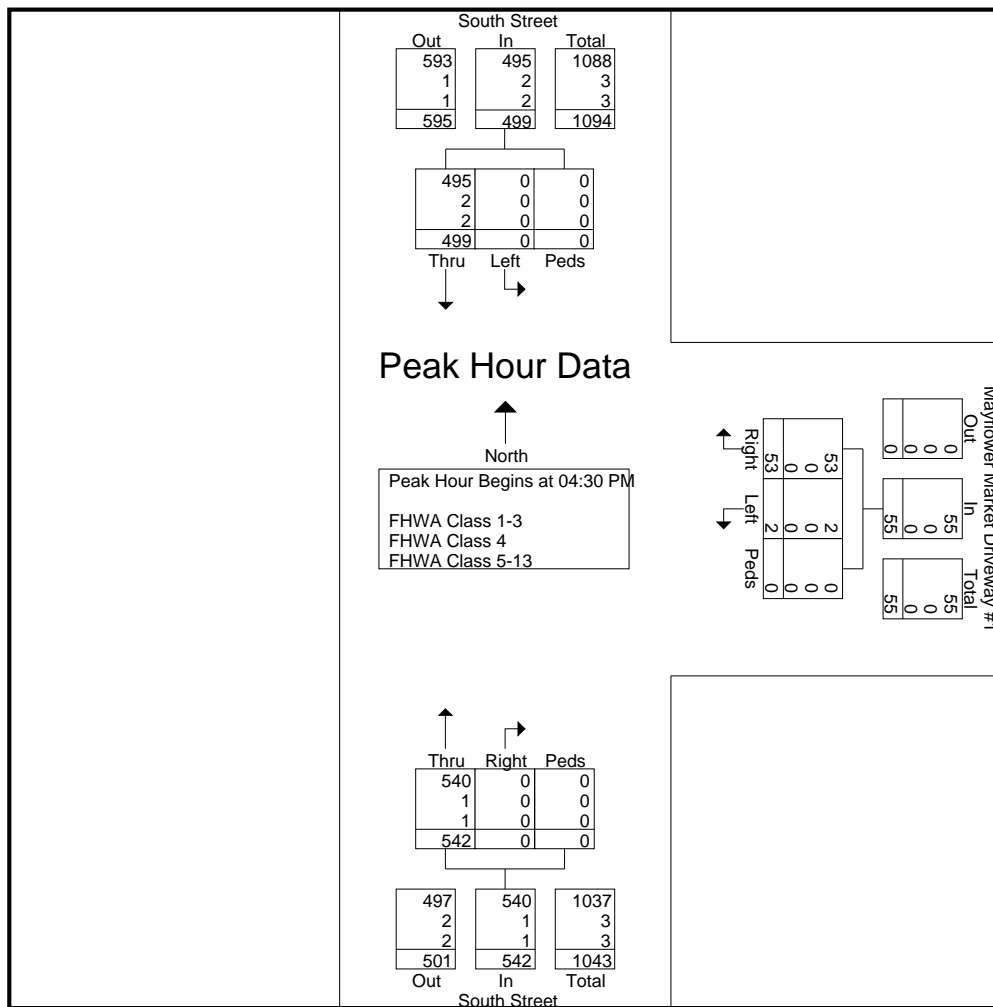 South Street
Out In Total
593 495 1088
1 2 3
1 2 3
595 499 1094
495 0 0
2 0 0
2 0 0
499 0 0
Thru Left Peds
Peak Hour Data
North
Peak Hour Begins at 04:30 PM
FHWA Class 1-3
FHWA Class 4
FHWA Class 5-13
Mayflower Market Driveway #1
Out In Total
0 55 55
0 0 0
0 0 0
0 55 55
53 2 0
0 0 0
0 0 0
53 2 0
Right Left Peds
Thru Right Peds
540 0 0
1 0 0
1 0 0
542 0 0
497 540 1037
2 1 3
2 1 3
501 542 1043
Out In Total
South Street